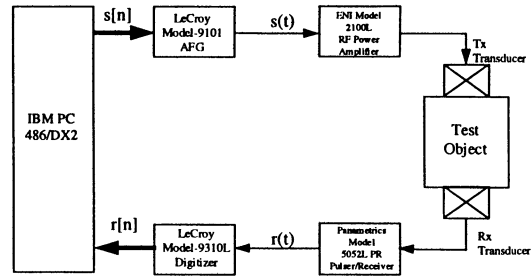 s[n]
LeCroy
Model-9101
AFG
s(t)
ENI Model
2100L
RF Power
Amplifier
Tx
Transducer
IBM PC
486/DX2
Test
Object
r[n]
LeCroy
Model-9310L
Digitizer
r(t)
Panametrics
Model
5052L PR
Pulser/Receiver
Rx
Transducer